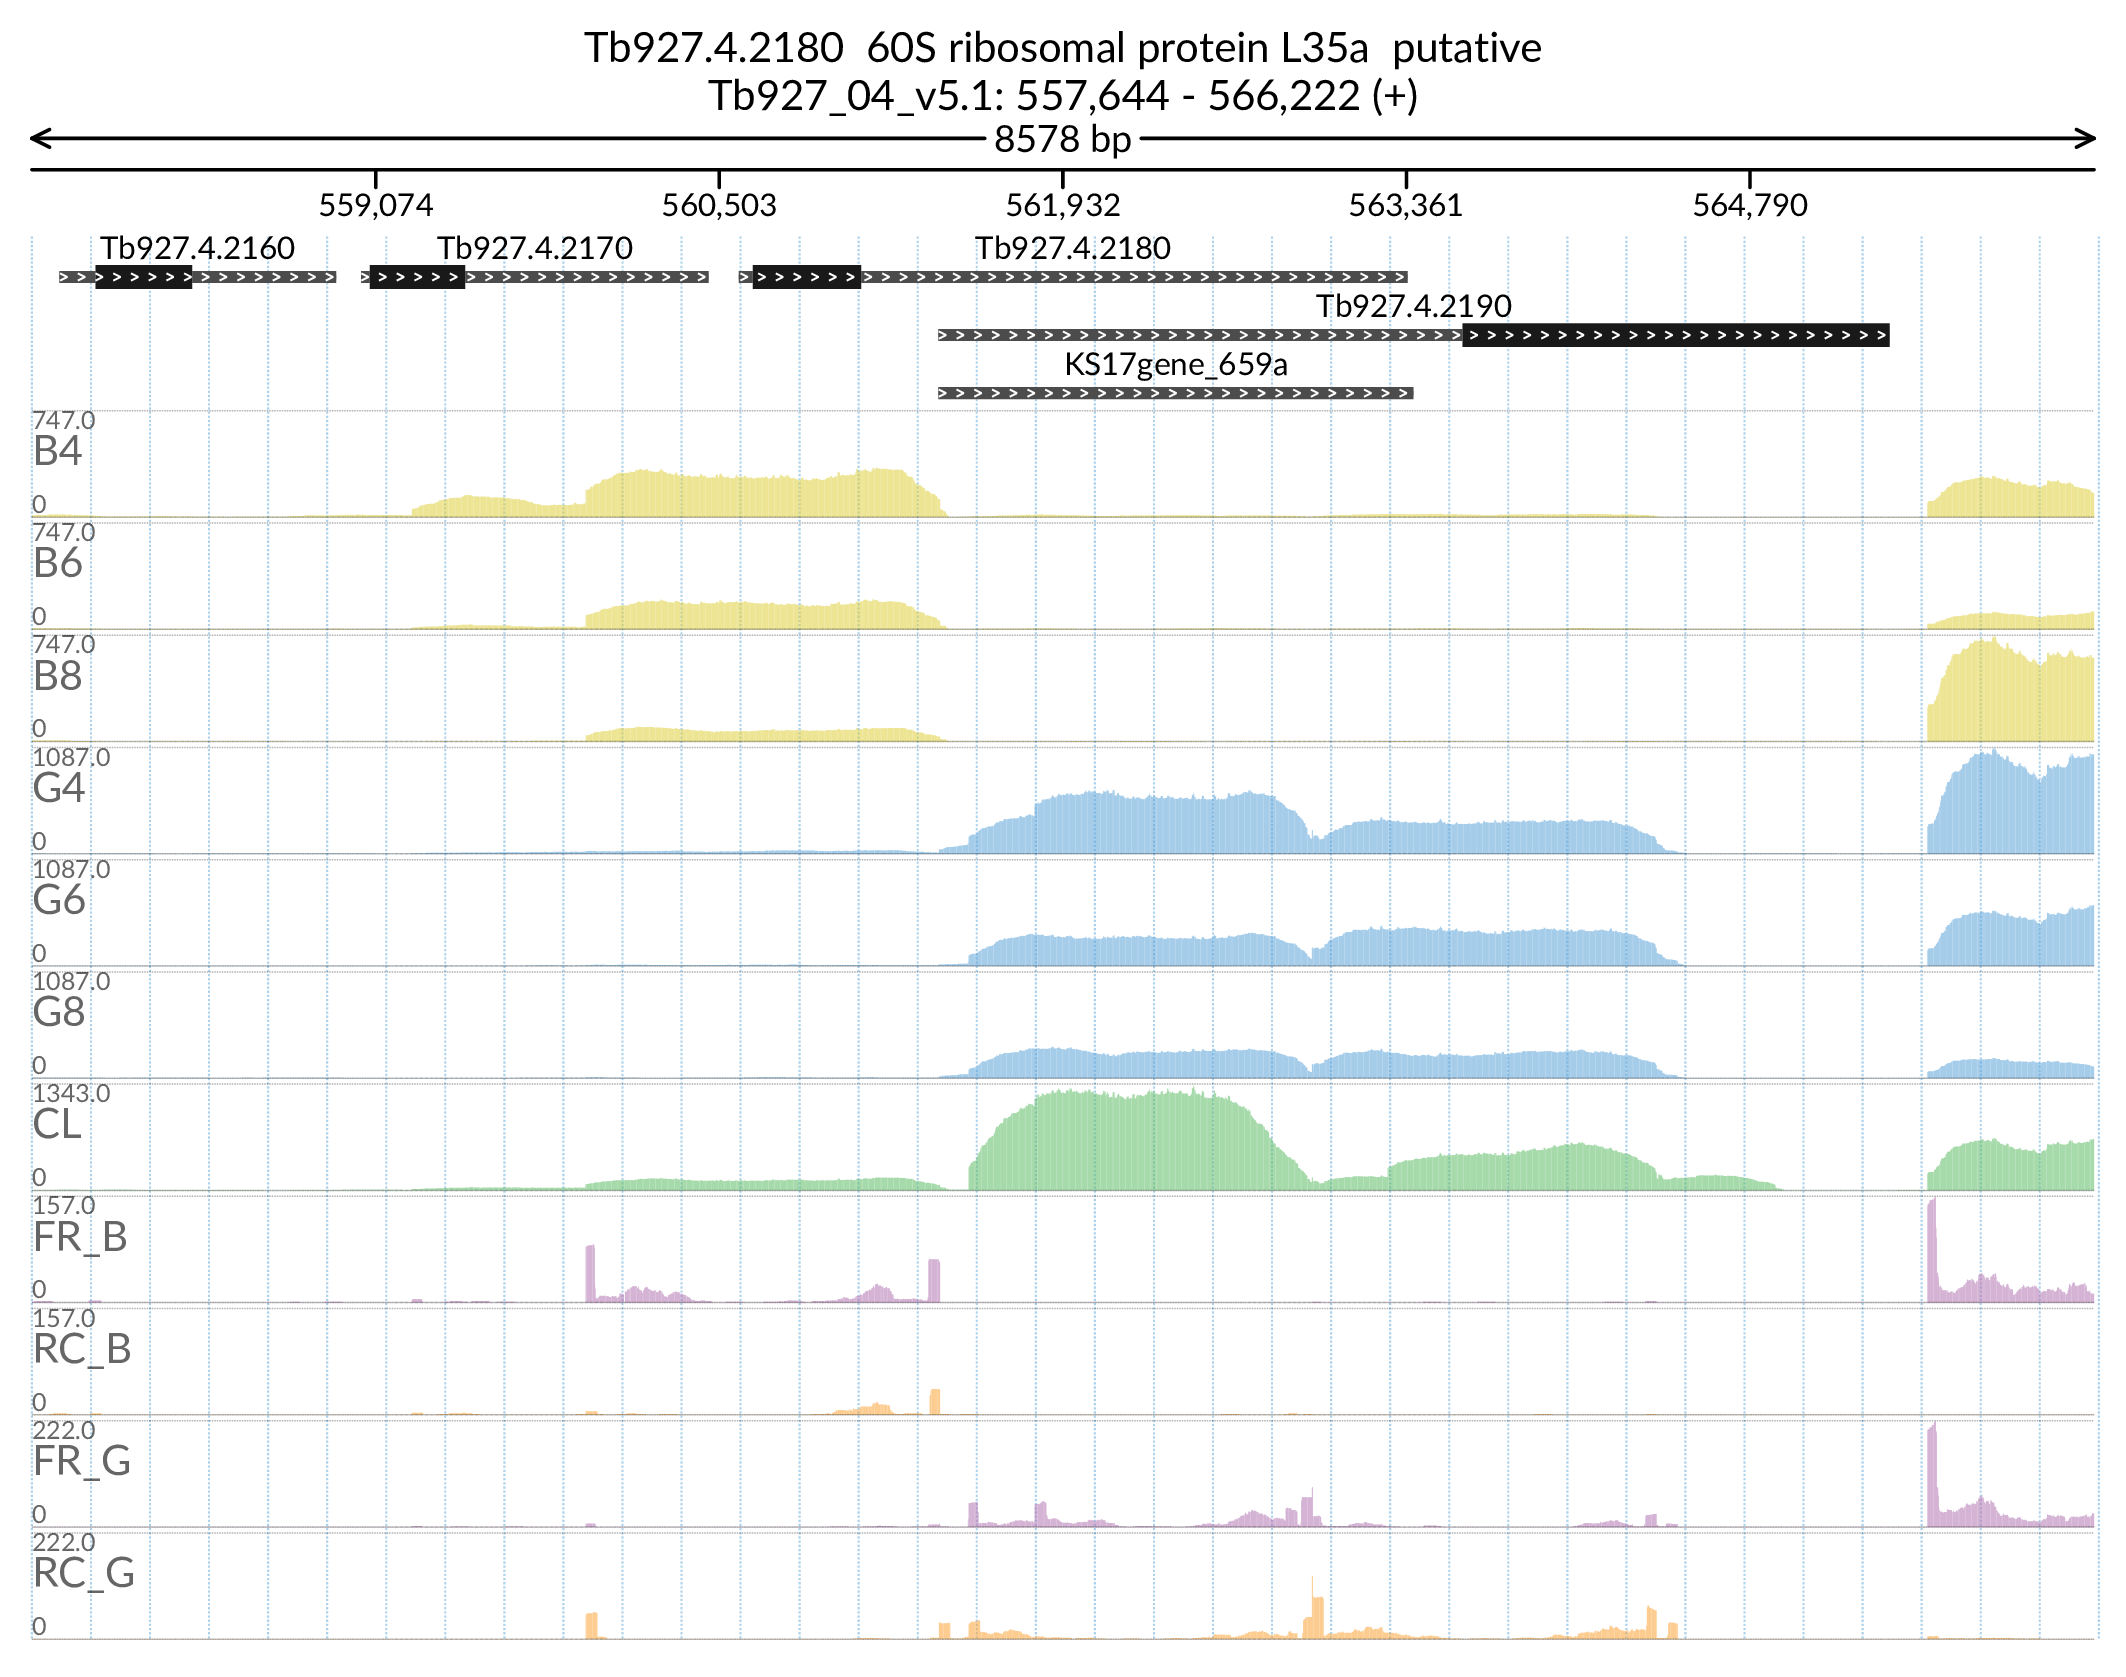 Tb927.4.2180  60S ribosomal protein L35a  putative
Tb927_04_v5.1: 557,644 - 566,222 (+)
8578 bp
559,074 560,503 561,932 563,361 564,790
Tb927.4.2160 Tb927.4.2170 Tb927.4.2180
Tb927.4.2190
KS17gene_659a
747.0
B4
0
747.0
B6
0
747.0
B8
0
1087.0
G4
0
1087.0
G6
0
1087.0
G8
0
1343.0
CL
0
157.0
FR_B
0
157.0
RC_B
0
222.0
FR_G
0
222.0
RC_G
0